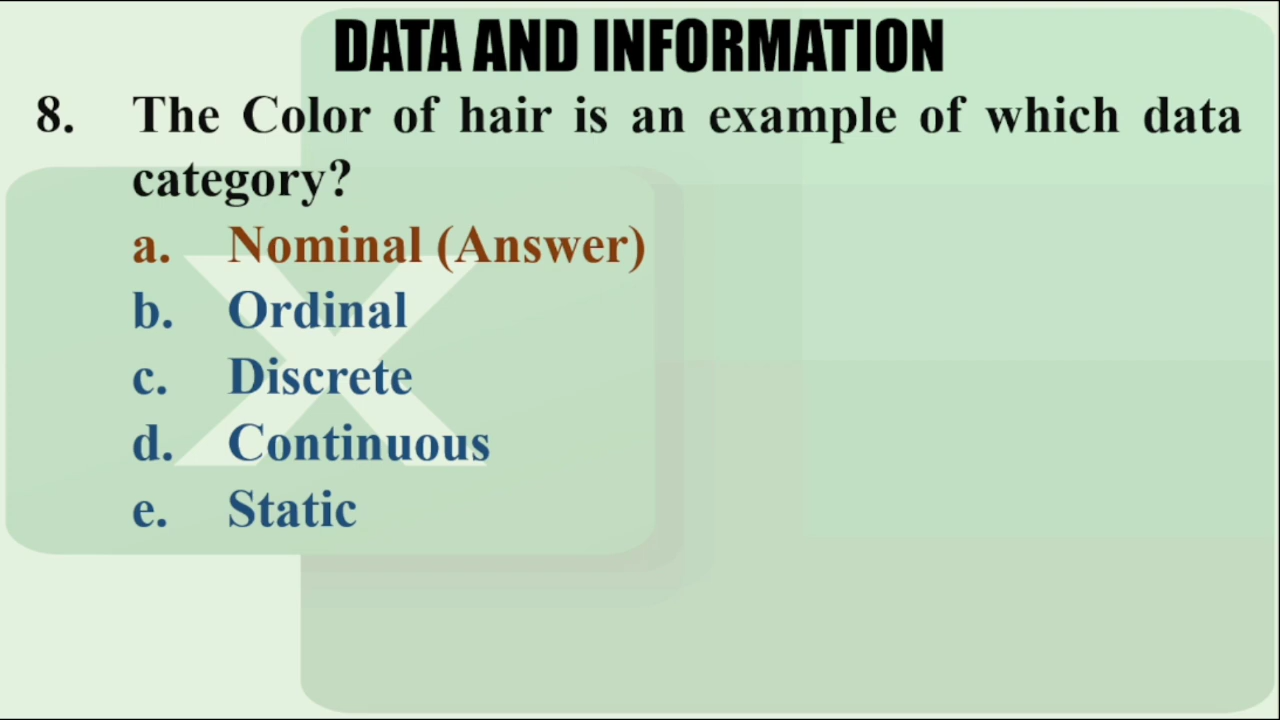 DATA AND INFORMATION
8. The Color of hair is an example of which data
category?
a. Nominal (Answer)
b. Ordinal
c. Discrete
d. Continuous
e. Static